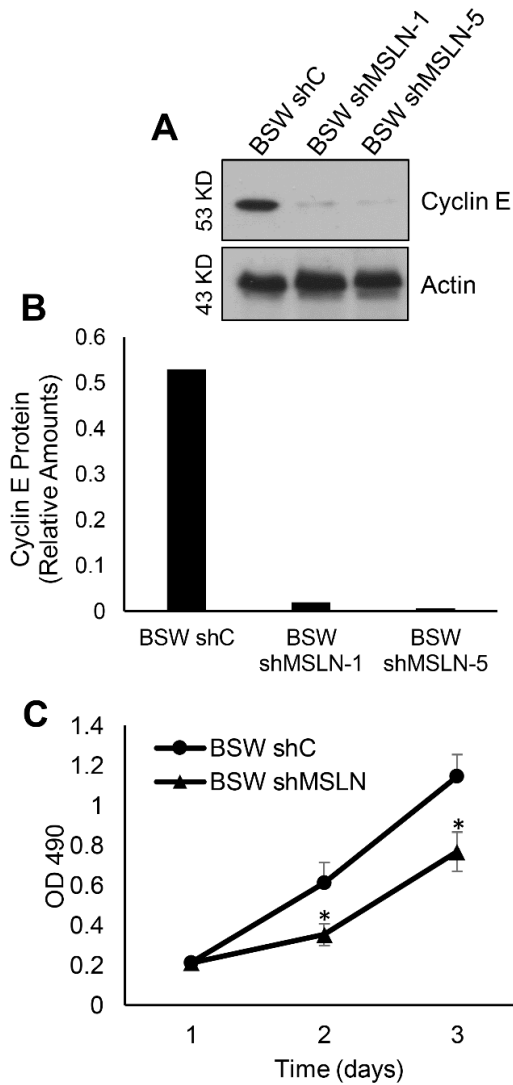 A
BSW shC
BSW shMSLN-1
BSW shMSLN-5
53 KD
Cyclin E
43 KD
Actin
B
Cyclin E Protein
(Relative Amounts)
0.6
0.5
0.4
0.3
0.2
0.1
0
BSW shC
BSW
shMSLN-1
BSW
shMSLN-5
C
OD 490
1.4
1.2
1
0.8
0.6
0.4
0.2
0
BSW shC
BSW shMSLN
*
*
1
2
3
Time (days)